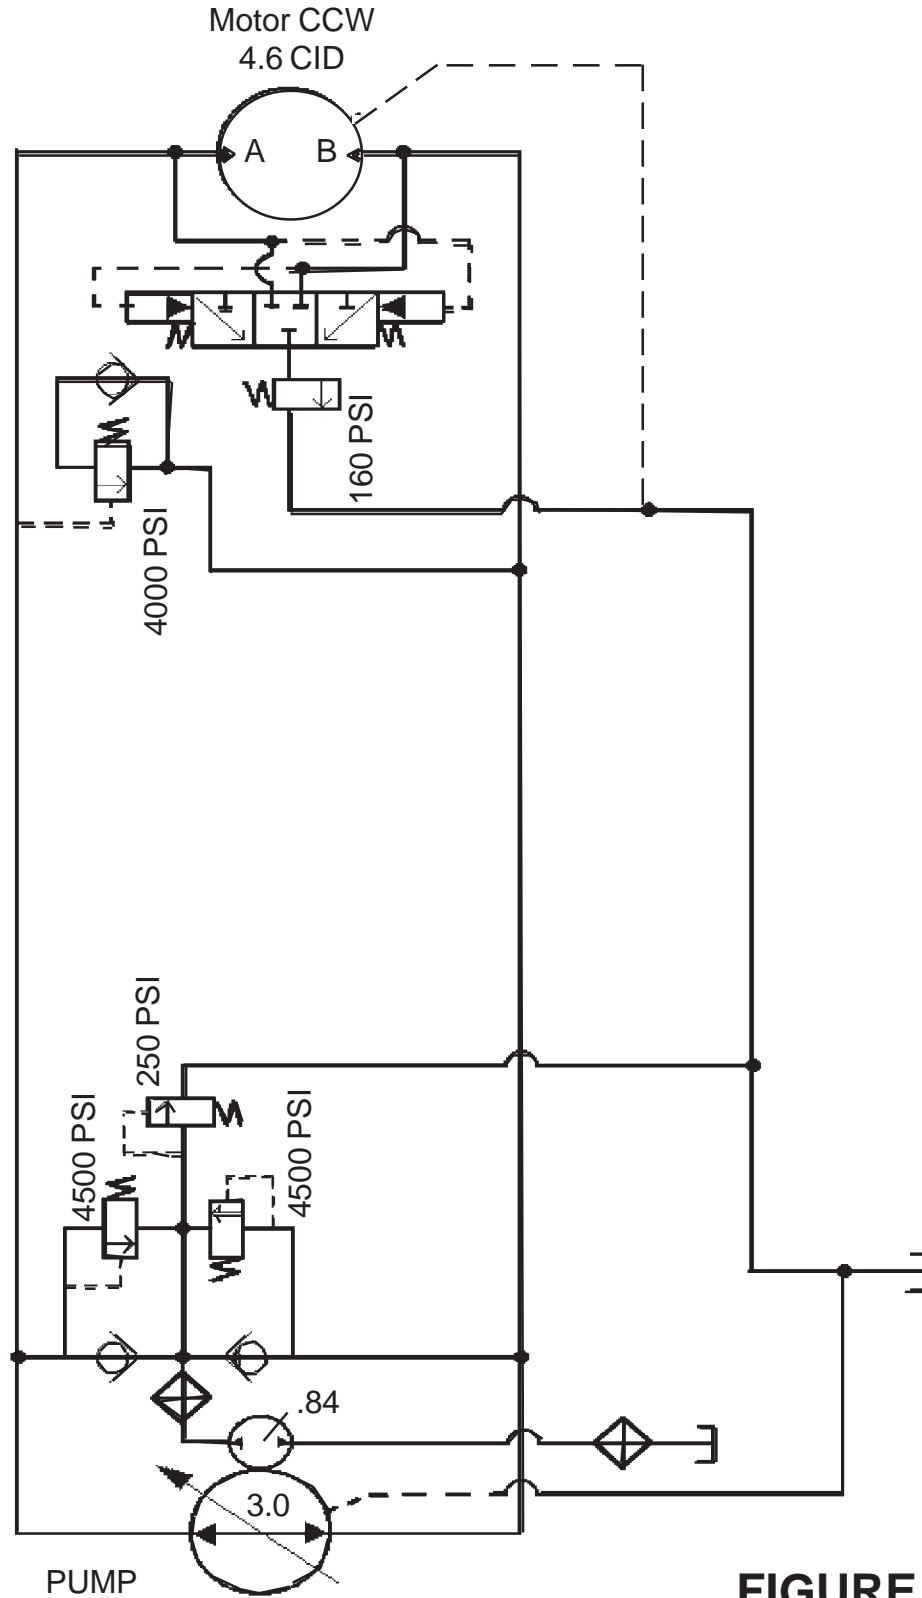 Motor CCW
4.6 CID
A
B
160 PSI
4000 PSI
250 PSI
4500 PSI
4500 PSI
.84
3.0
PUMP
FIGURE